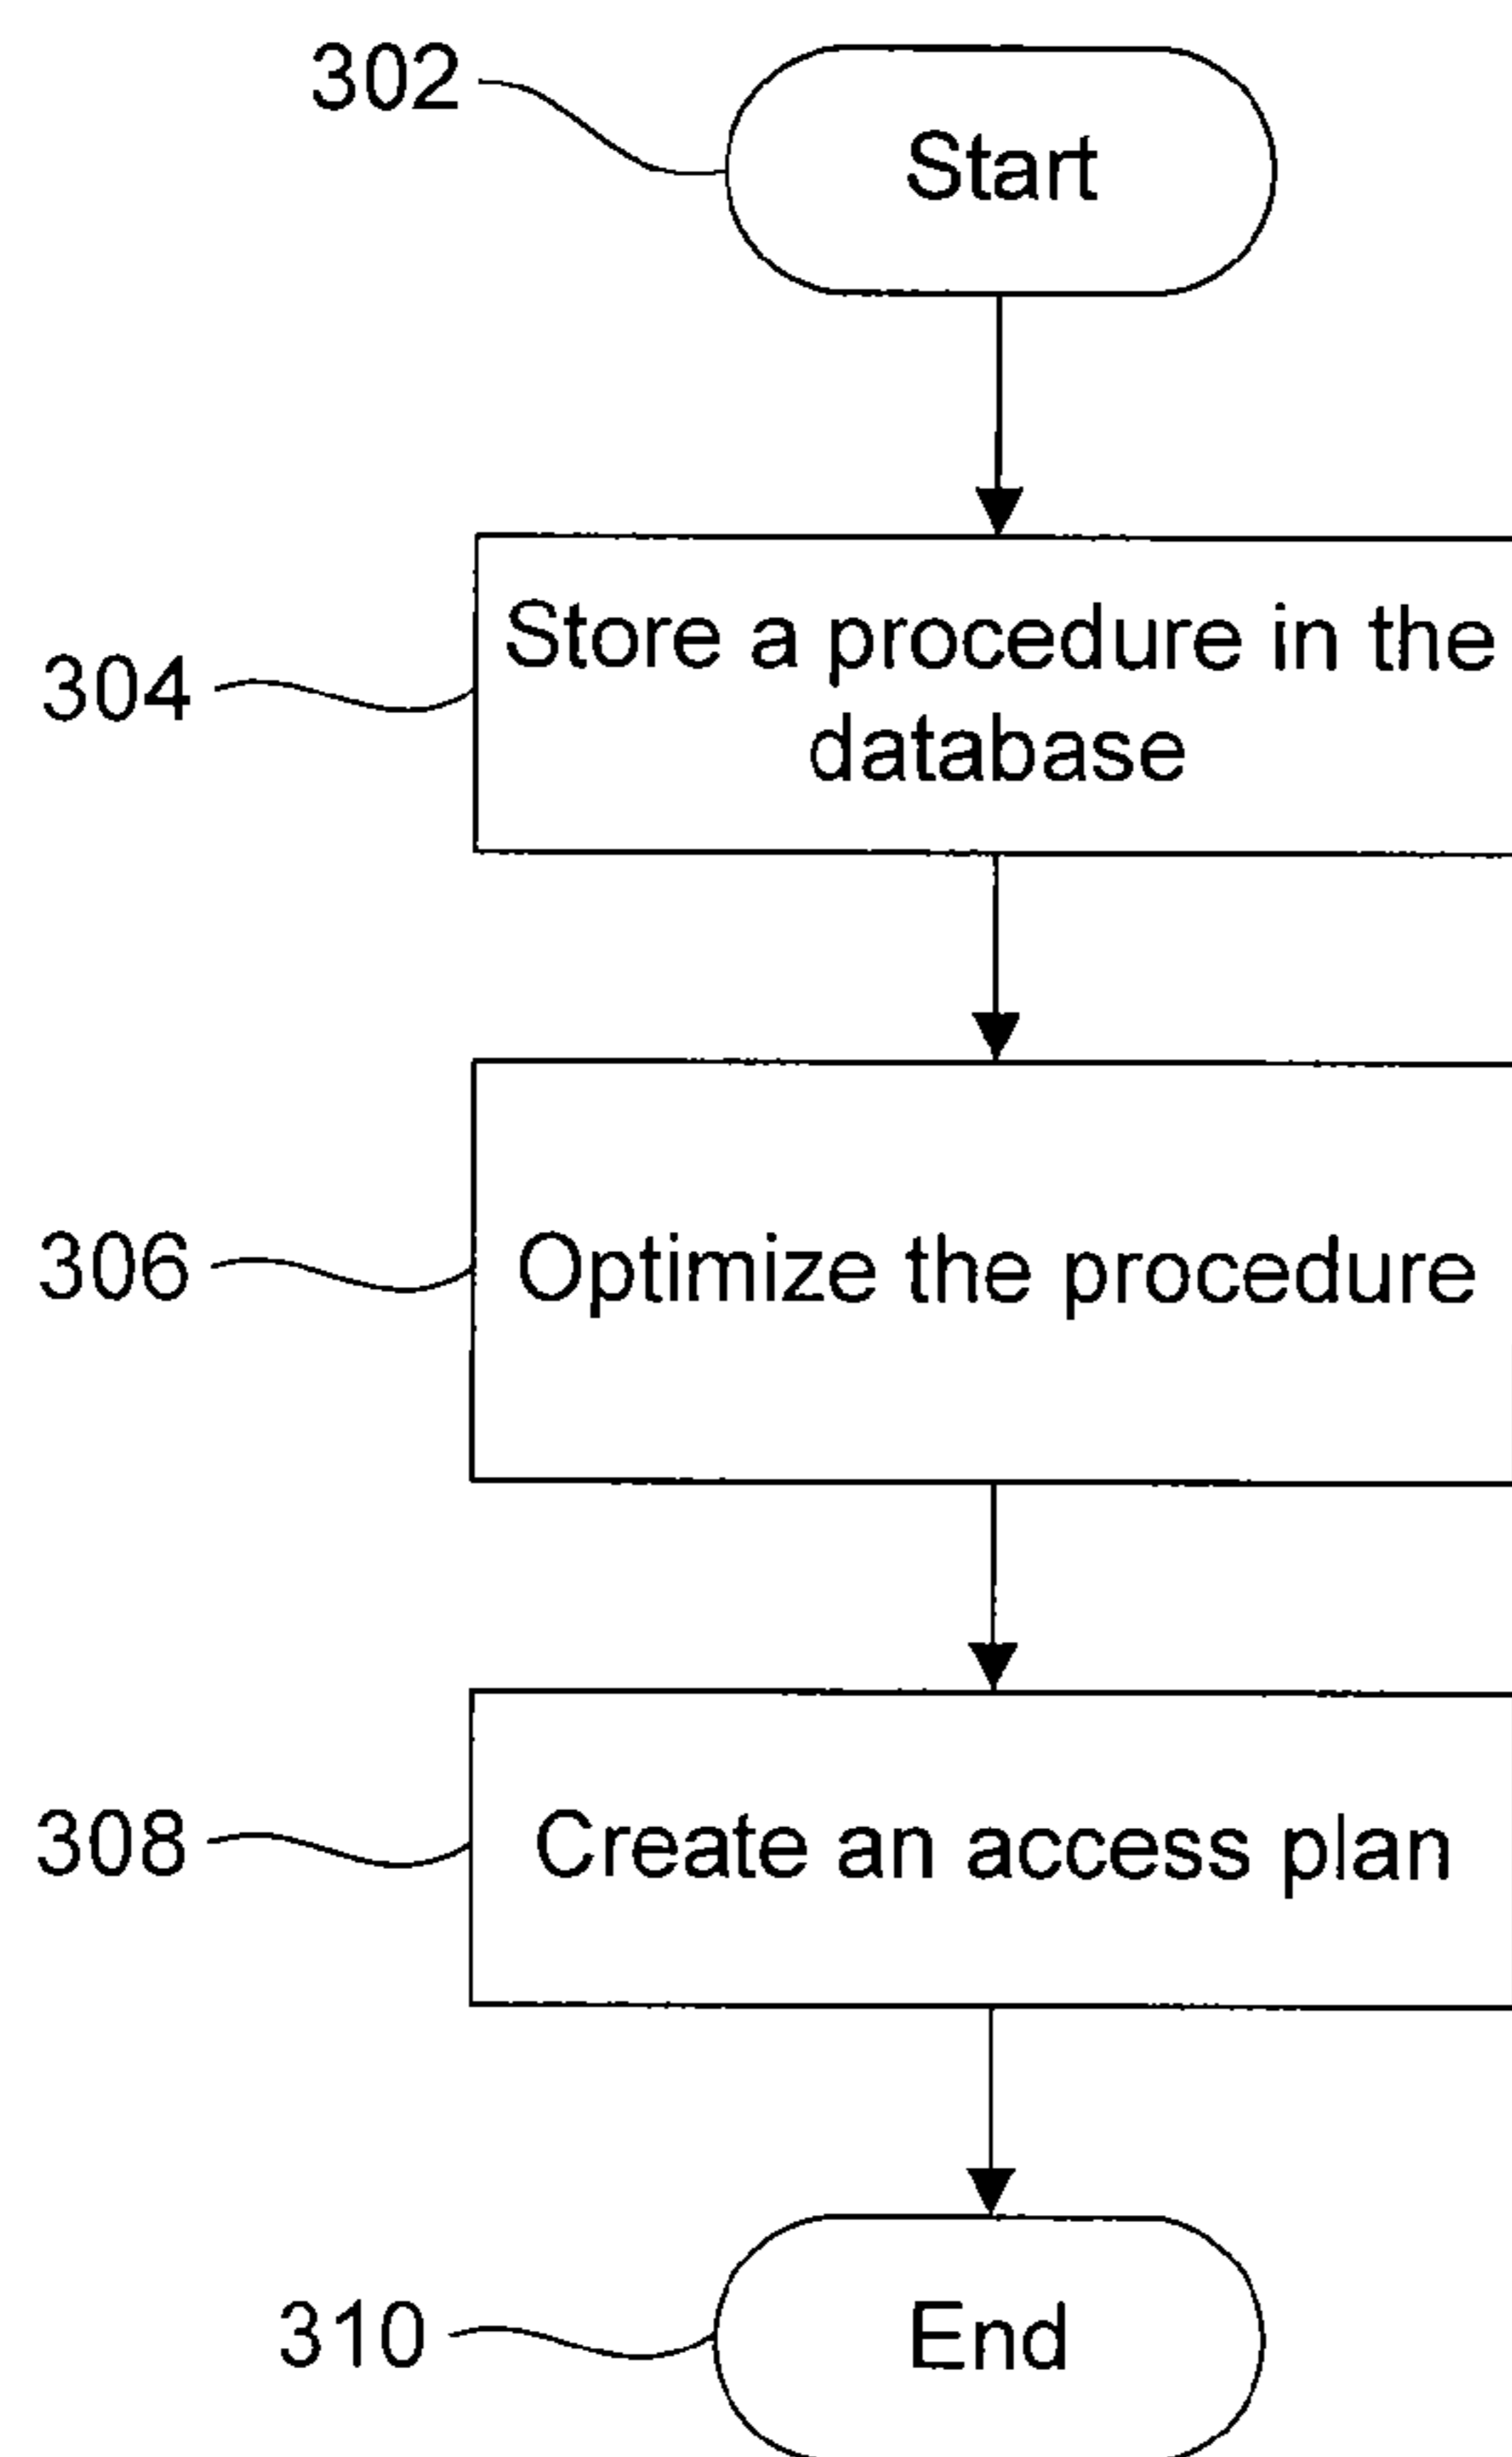 302
Start
304
Store a procedure in the
database
306
Optimize the procedure
308
Create an access plan
310
End